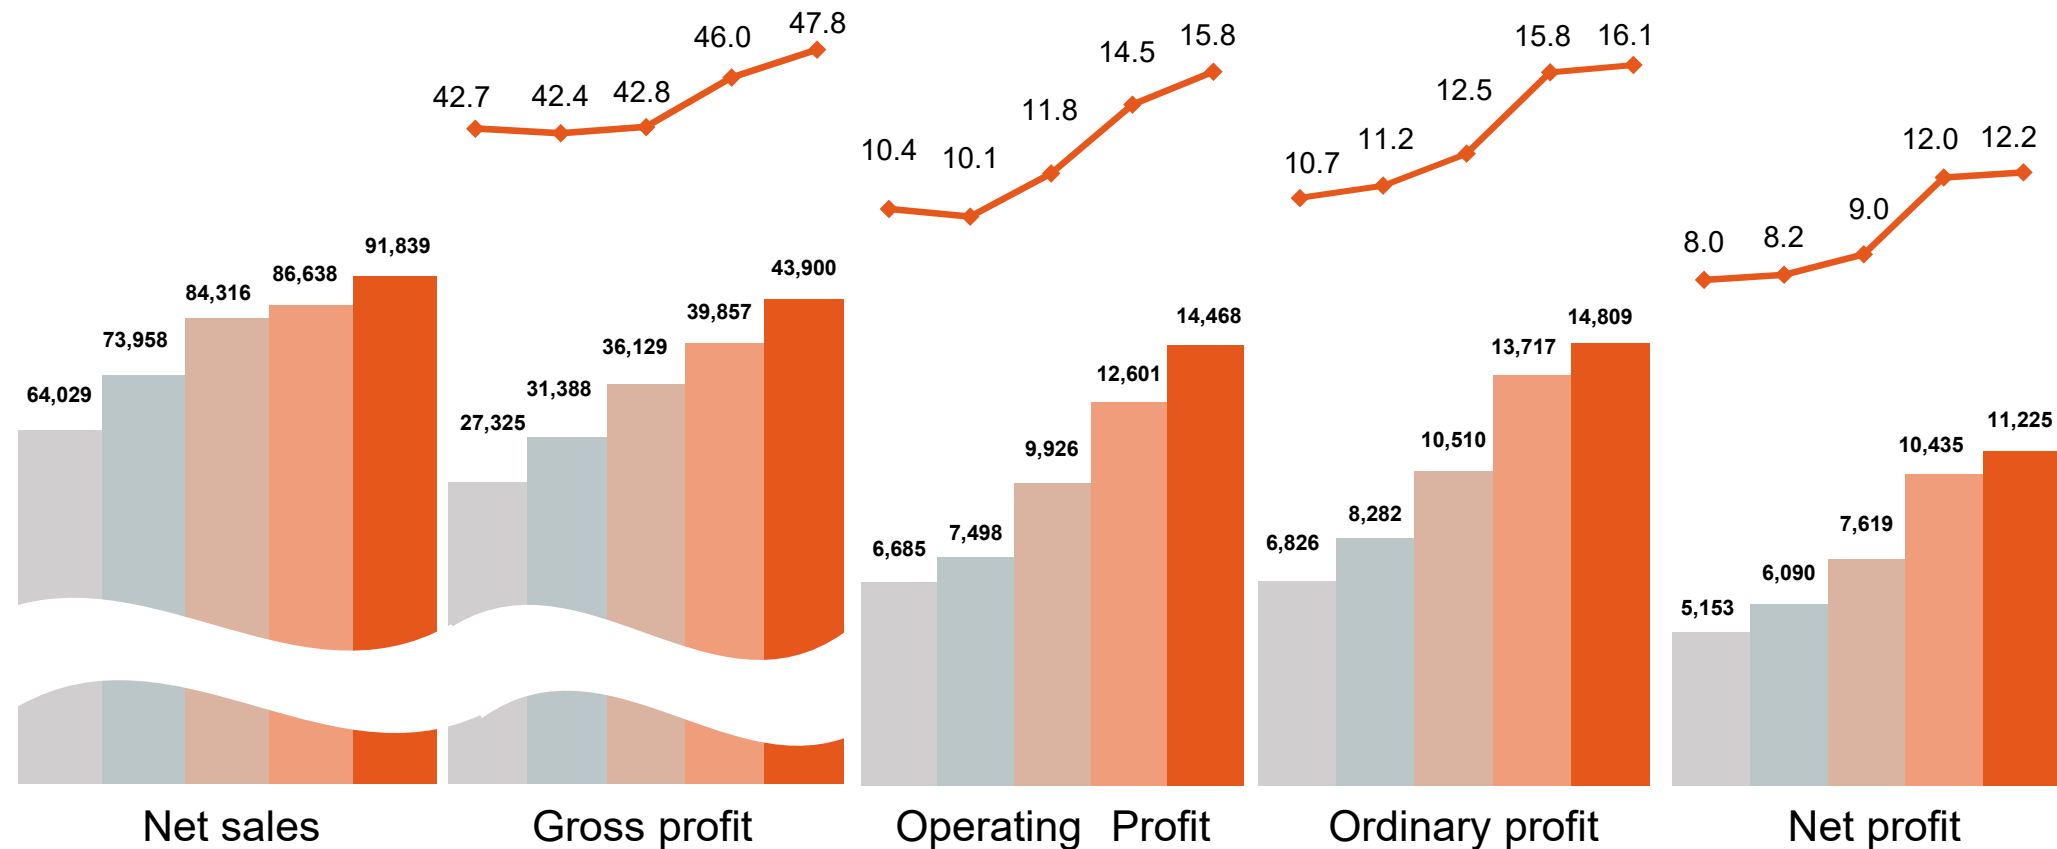 42.7 42.4 42.8 46.0 47.8
10.4 10.1 11.8 14.5 15.8
10.7 11.2 12.5 15.8 16.1
8.0 8.2 9.0 12.0 12.2
64,029 73,958 84,316 86,638 91,839
27,325 31,388 36,129 39,857 43,900
6,685 7,498 9,926 12,601 14,468
6,826 8,282 10,510 13,717 14,809
5,153 6,090 7,619 10,435 11,225
Net sales
Gross profit
Operating Profit
Ordinary profit
Net profit